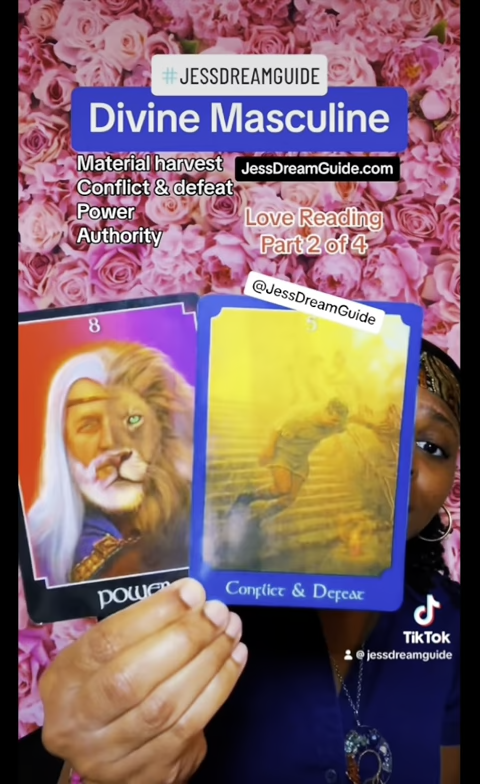 #JESSDREAMGUIDE
Divine Masculine
Material harvest
Conflict & defeat
Power
Authority
JessDreamGuide.com
Love Reading
Part 2 of 4
@JessDreamGuide
8
5
POWER
Conflict & Defeat
TikTok
@jessdreamguide